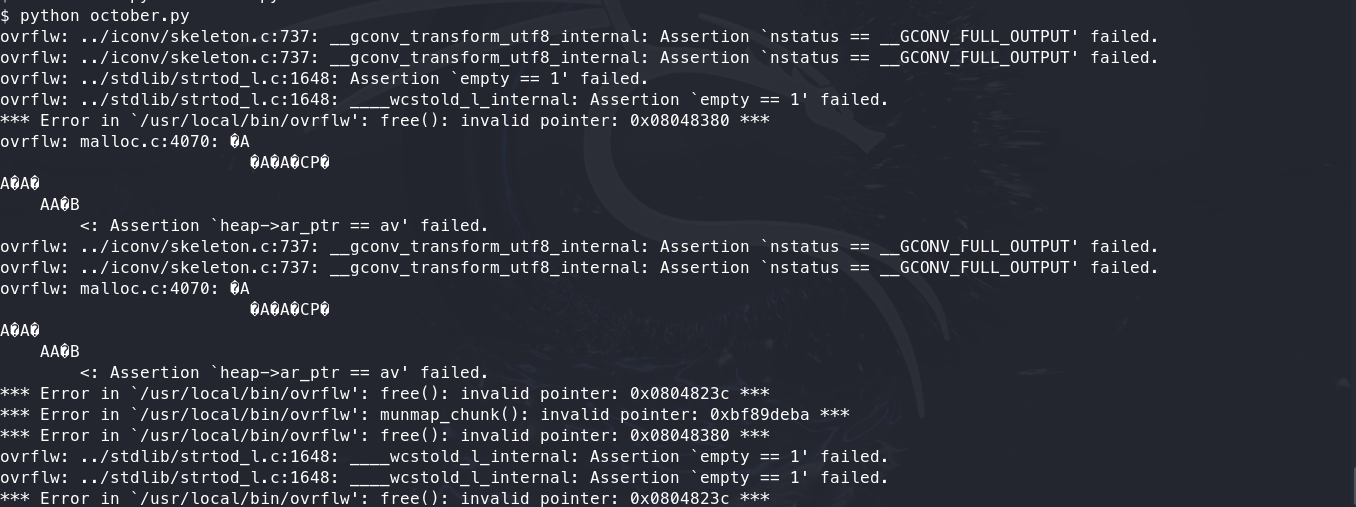 $ python october.py
ovrflw: ../iconv/skeleton.c:737: __gconv_transform_utf8_internal: Assertion `nstatus == __GCONV_FULL_OUTPUT' failed.
ovrflw: ../iconv/skeleton.c:737: __gconv_transform_utf8_internal: Assertion `nstatus == __GCONV_FULL_OUTPUT' failed.
ovrflw: ../stdlib/strtod_l.c:1648: Assertion `empty == 1' failed.
ovrflw: ../stdlib/strtod_l.c:1648: ____wcstold_l_internal: Assertion `empty == 1' failed.
*** Error in `/usr/local/bin/ovrflw': free(): invalid pointer: 0x08048380 ***
ovrflw: malloc.c:4070: �A
�A�A�CP�
A�A�
AA�B
<: Assertion `heap->ar_ptr == av' failed.
ovrflw: ../iconv/skeleton.c:737: __gconv_transform_utf8_internal: Assertion `nstatus == __GCONV_FULL_OUTPUT' failed.
ovrflw: ../iconv/skeleton.c:737: __gconv_transform_utf8_internal: Assertion `nstatus == __GCONV_FULL_OUTPUT' failed.
ovrflw: malloc.c:4070: �A
�A�A�CP�
A�A�
AA�B
<: Assertion `heap->ar_ptr == av' failed.
*** Error in `/usr/local/bin/ovrflw': free(): invalid pointer: 0x0804823c ***
*** Error in `/usr/local/bin/ovrflw': munmap_chunk(): invalid pointer: 0xbf89deba ***
*** Error in `/usr/local/bin/ovrflw': free(): invalid pointer: 0x08048380 ***
ovrflw: ../stdlib/strtod_l.c:1648: ____wcstold_l_internal: Assertion `empty == 1' failed.
ovrflw: ../stdlib/strtod_l.c:1648: ____wcstold_l_internal: Assertion `empty == 1' failed.
*** Error in `/usr/local/bin/ovrflw': free(): invalid pointer: 0x0804823c ***